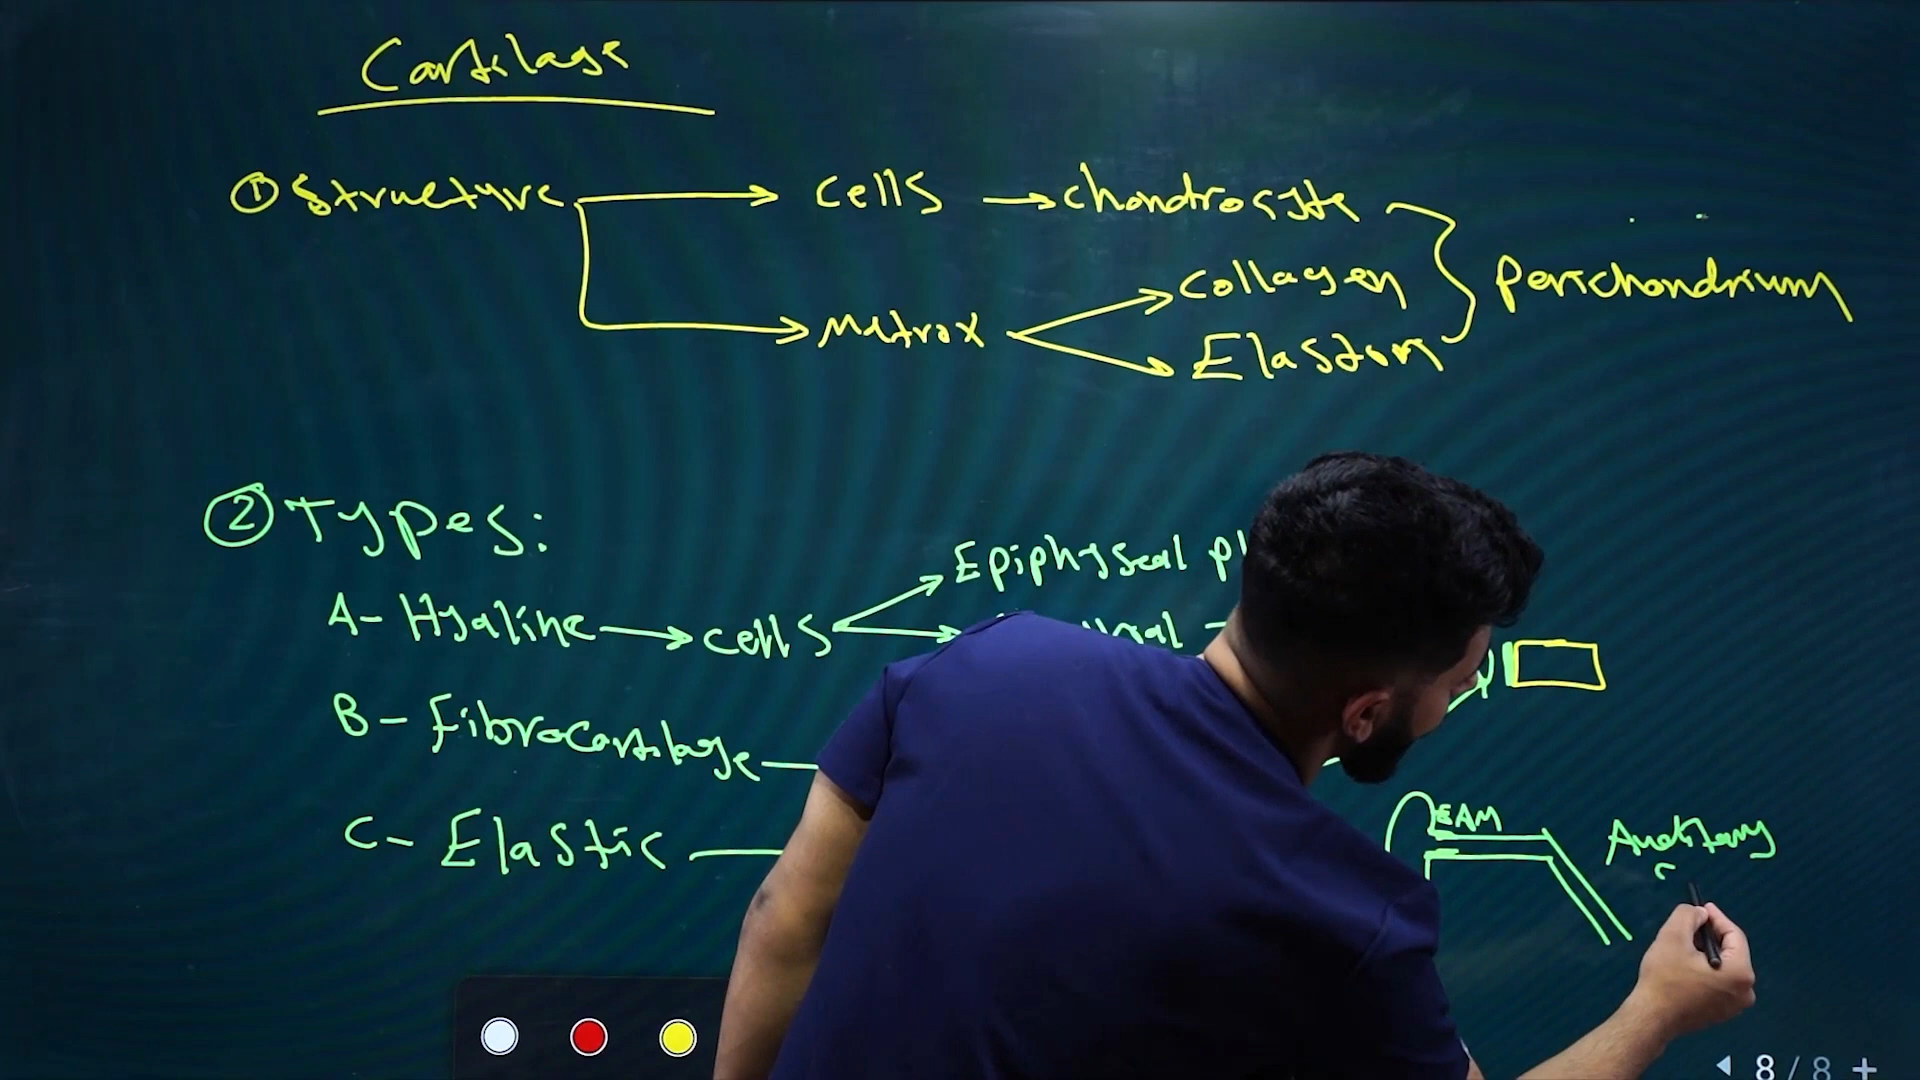 Cartilage
① Structure → Cells → Chondrocyte
Collagen
Perichondrium
Matrix
Elastin
② Types:
Epiphyseal
A- Hyaline → cells
B- Fibrocartilage
C- Elastic
EAM
Auditory
8 / 8 +